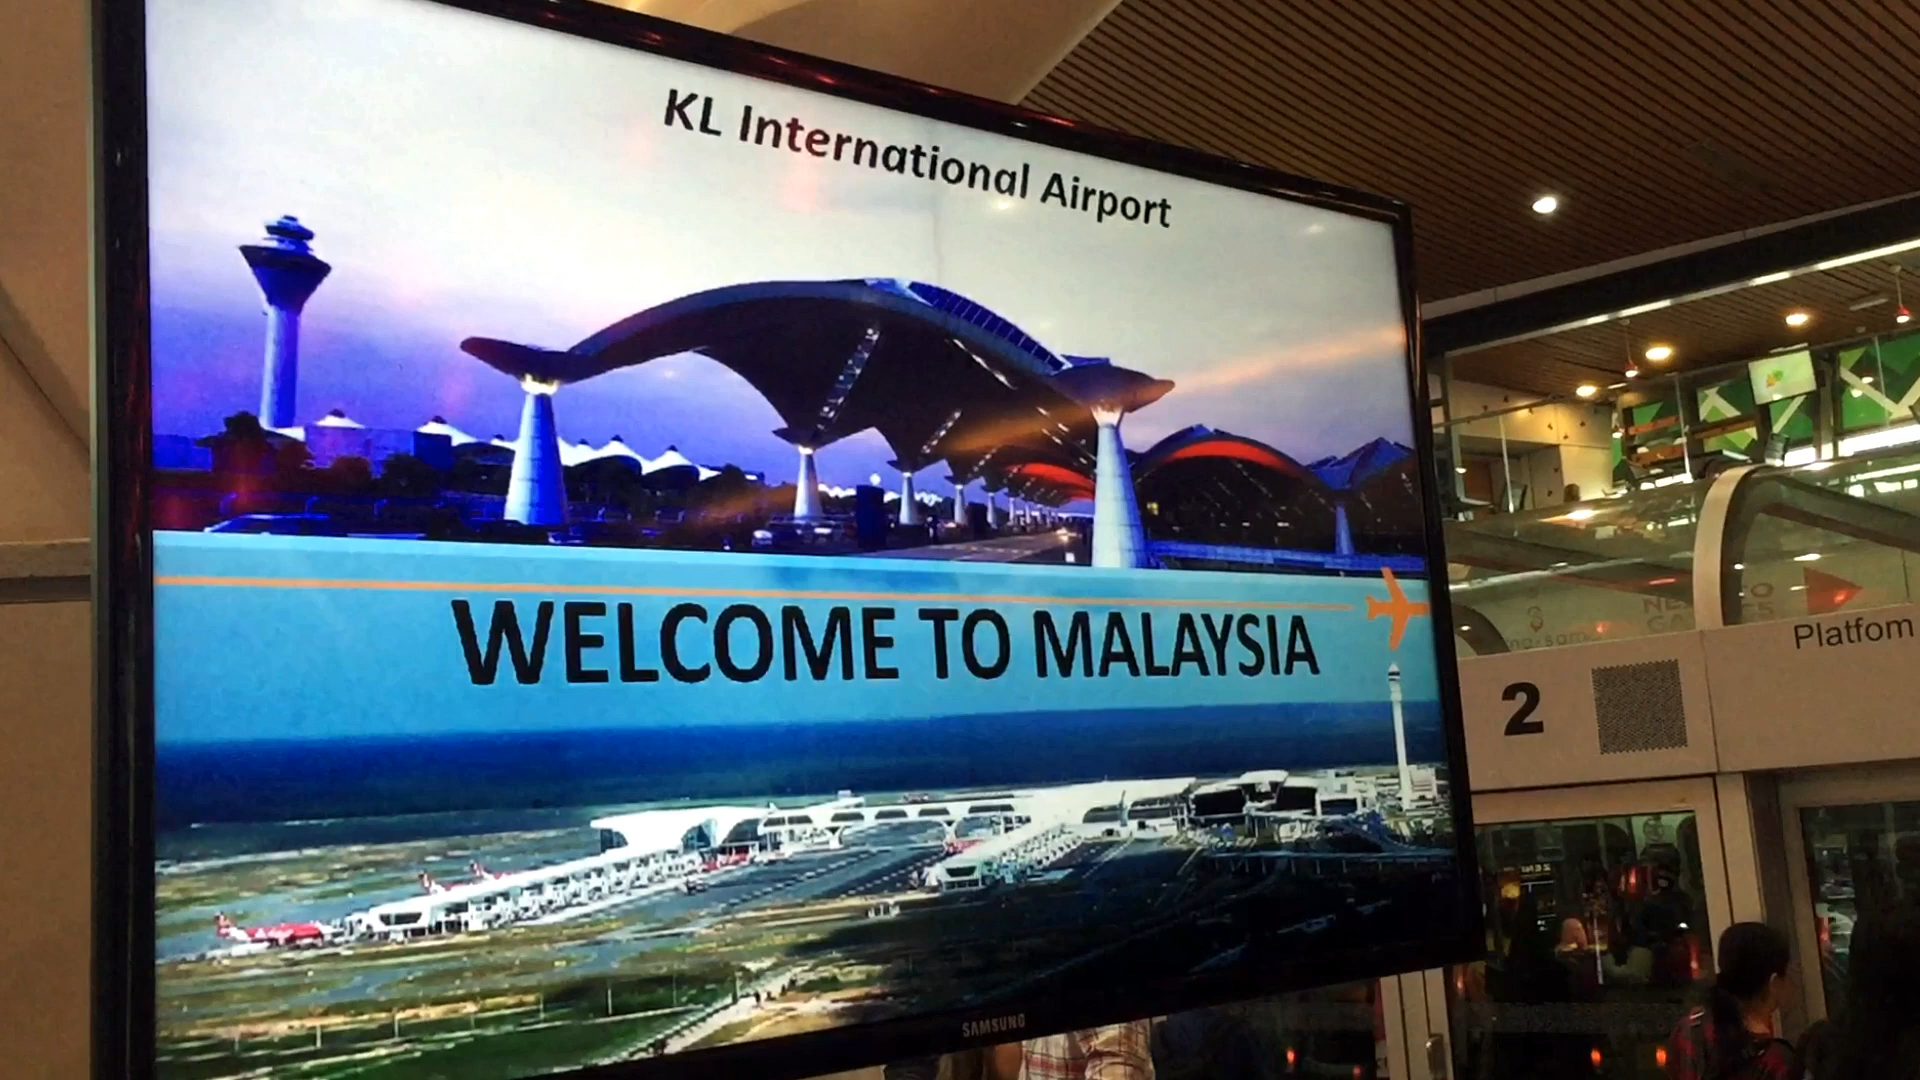 KL International Airport
WELCOME TO MALAYSIA
SAMSUNG
2
Platfom